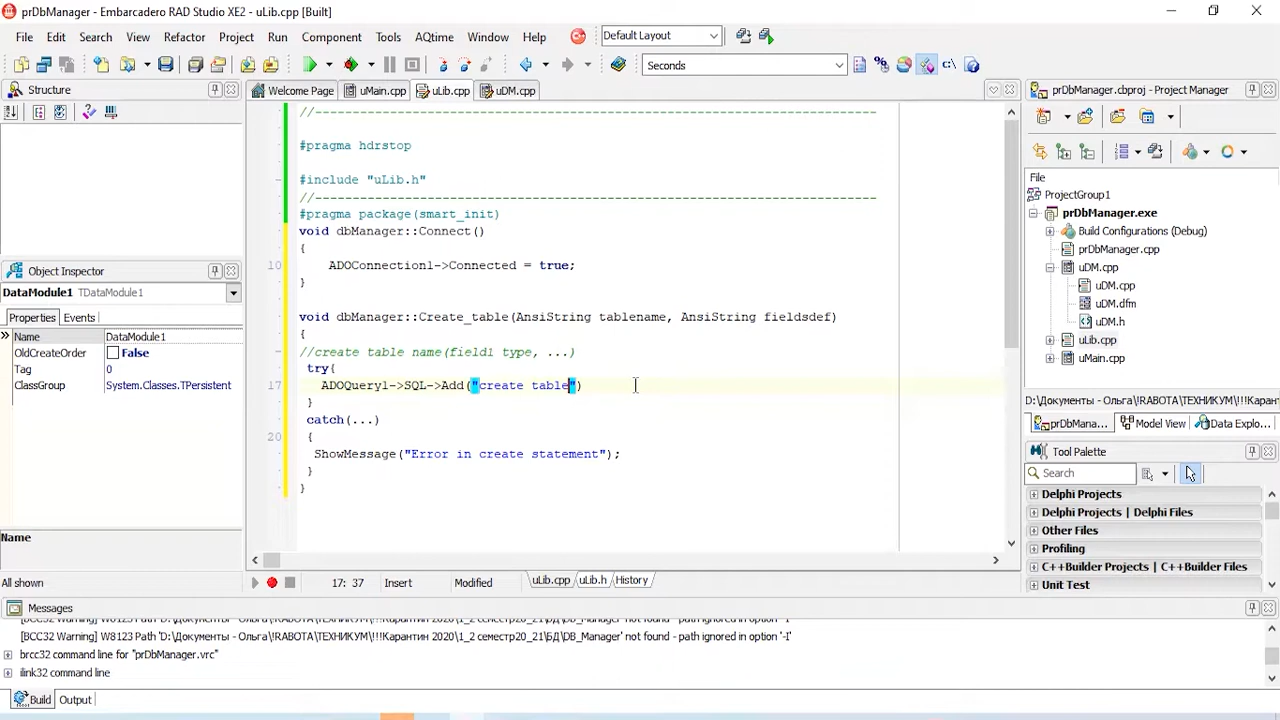 prDbManager - Embarcadero RAD Studio XE2 - uLib.cpp [Built]
File Edit Search View Refactor Project Run Component Tools AQtime Window Help Default Layout
Seconds
Structure
Welcome Page uMain.cpp uLib.cpp uDM.cpp
prDbManager.cbproj - Project Manager
//---------------------------------------------------------------------------
#pragma hdrstop
#include "uLib.h"
//---------------------------------------------------------------------------
#pragma package(smart_init)
void dbManager::Connect()
{
10 ADOConnection1->Connected = true;
}
void dbManager::Create_table(AnsiString tablename, AnsiString fieldsdef)
{
//create table name(field1 type, ...)
try{
17 ADOQuery1->SQL->Add("create table")
}
catch(...)
20 {
ShowMessage("Error in create statement");
}
}
Object Inspector
DataModule1 TDataModule1
Properties Events
Name DataModule1
OldCreateOrder False
Tag 0
ClassGroup System.Classes.TPersistent
Name
All shown
17: 37 Insert Modified uLib.cpp uLib.h History
File
ProjectGroup1
prDbManager.exe
Build Configurations (Debug)
prDbManager.cpp
uDM.cpp
uDM.cpp
uDM.dfm
uDM.h
uLib.cpp
uMain.cpp
D:\Документы - Ольга\!RАВОТА\ТЕХНИКУМ\!!!Карантин
prDbMana... Model View Data Explo...
Tool Palette
Search
Delphi Projects
Delphi Projects | Delphi Files
Other Files
Profiling
C++Builder Projects | C++Builder Files
Unit Test
Messages
[BCC32 Warning] W8123 Path 'D:\Документы - Ольга\!RABOTA\ТЕХНИКУМ\!!!Карантин 2020\1_2 семестр20_21\БД\DB_Manager' not found - path ignored in option '-I'
[BCC32 Warning] W8123 Path 'D:\Документы - Ольга\!RABOTA\ТЕХНИКУМ\!!!Карантин 2020\1_2 семестр20_21\БД\DB_Manager' not found - path ignored in option '-I'
brcc32 command line for "prDbManager.vrc"
ilink32 command line
Build Output